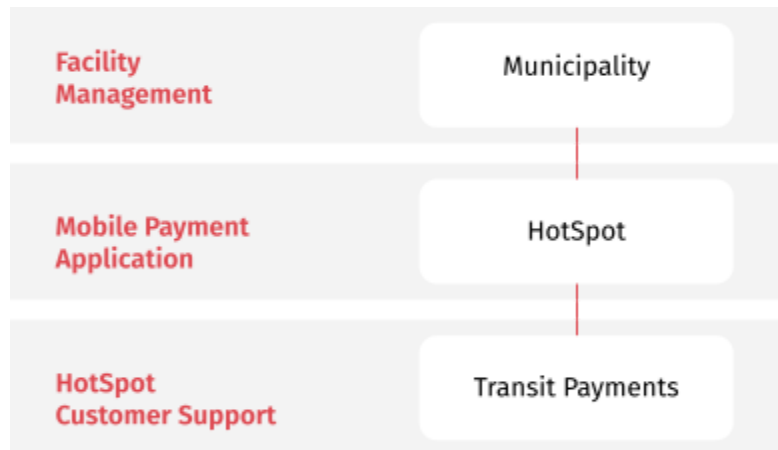 Facility
Management
Municipality
Mobile Payment
Application
HotSpot
HotSpot
Customer Support
Transit Payments